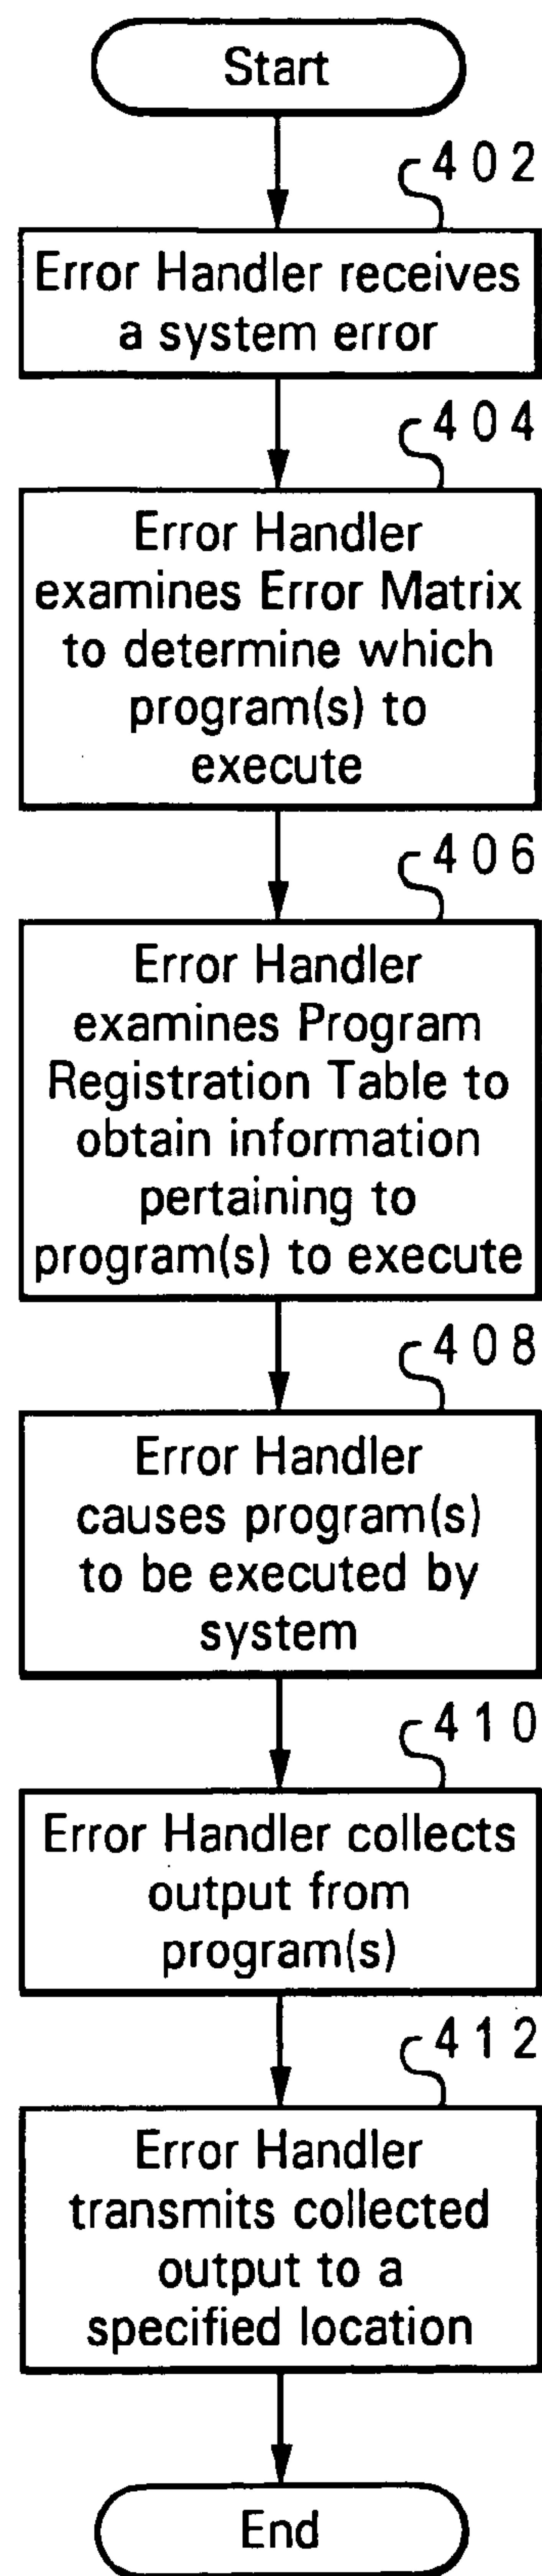 Start
402
Error Handler receives
a system error
404
Error Handler
examines Error Matrix
to determine which
program(s) to
execute
406
Error Handler
examines Program
Registration Table to
obtain information
pertaining to
program(s) to execute
408
Error Handler
causes program(s)
to be executed by
system
410
Error Handler collects
output from
program(s)
412
Error Handler
transmits collected
output to a
specified location
End